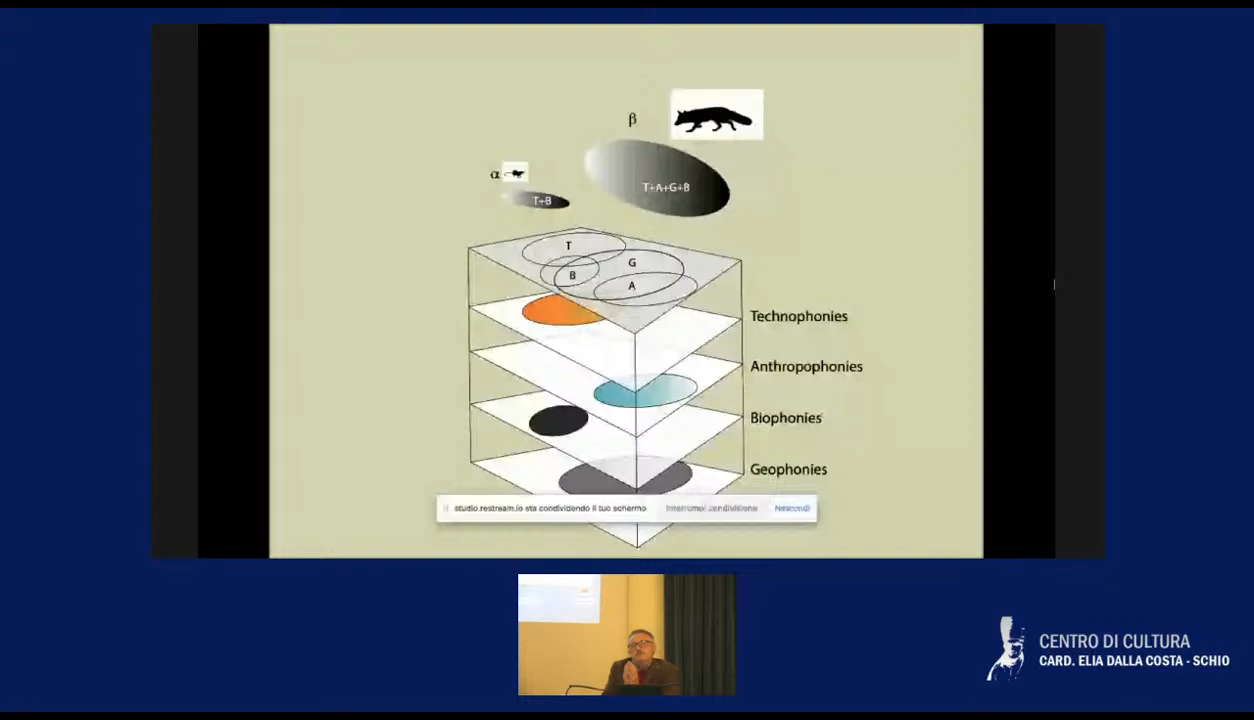 β
α
T+A+G+B
T+B
T
G
B
A
Technophonies
Anthropophonies
Biophonies
Geophonies
studio.restream.io sta condividendo il tuo schermo. Interrompi condivisione Nascondi
CENTRO DI CULTURA
CARD. ELIA DALLA COSTA - SCHIO